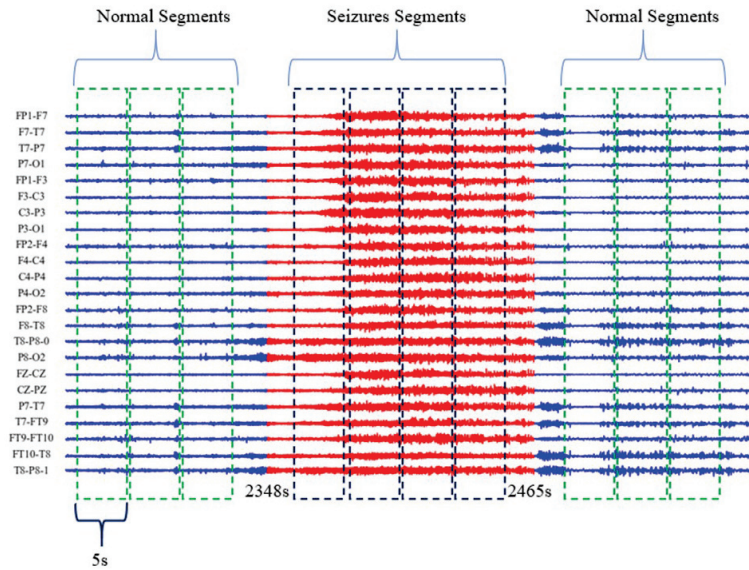 Normal Segments
Seizures Segments
Normal Segments
FP1-F7
F7-T7
T7-P7
P7-O1
FP1-F3
F3-C3
C3-P3
P3-O1
FP2-F4
F4-C4
C4-P4
P4-O2
FP2-F8
F8-T8
T8-P8-0
P8-O2
FZ-CZ
CZ-PZ
P7-T7
T7-FT9
FT9-FT10
FT10-T8
T8-P8-1
2348s
2465s
5s